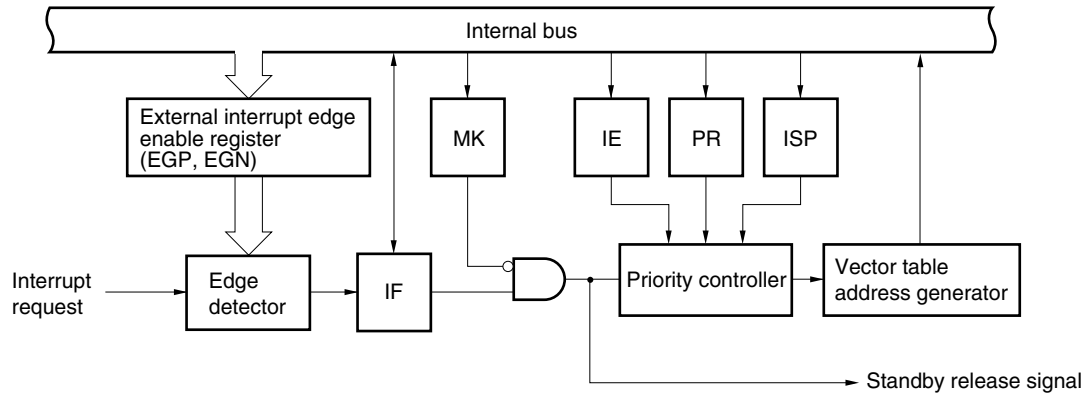 Internal bus
External interrupt edge
enable register
(EGP, EGN)
MK
IE
PR
ISP
Interrupt
request
Edge
detector
IF
Priority controller
Vector table
address generator
Standby release signal